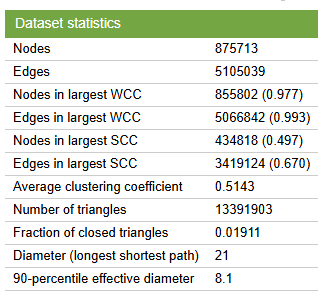 Dataset statistics
Nodes 875713
Edges 5105039
Nodes in largest WCC 855802 (0.977)
Edges in largest WCC 5066842 (0.993)
Nodes in largest SCC 434818 (0.497)
Edges in largest SCC 3419124 (0.670)
Average clustering coefficient 0.5143
Number of triangles 13391903
Fraction of closed triangles 0.01911
Diameter (longest shortest path) 21
90-percentile effective diameter 8.1